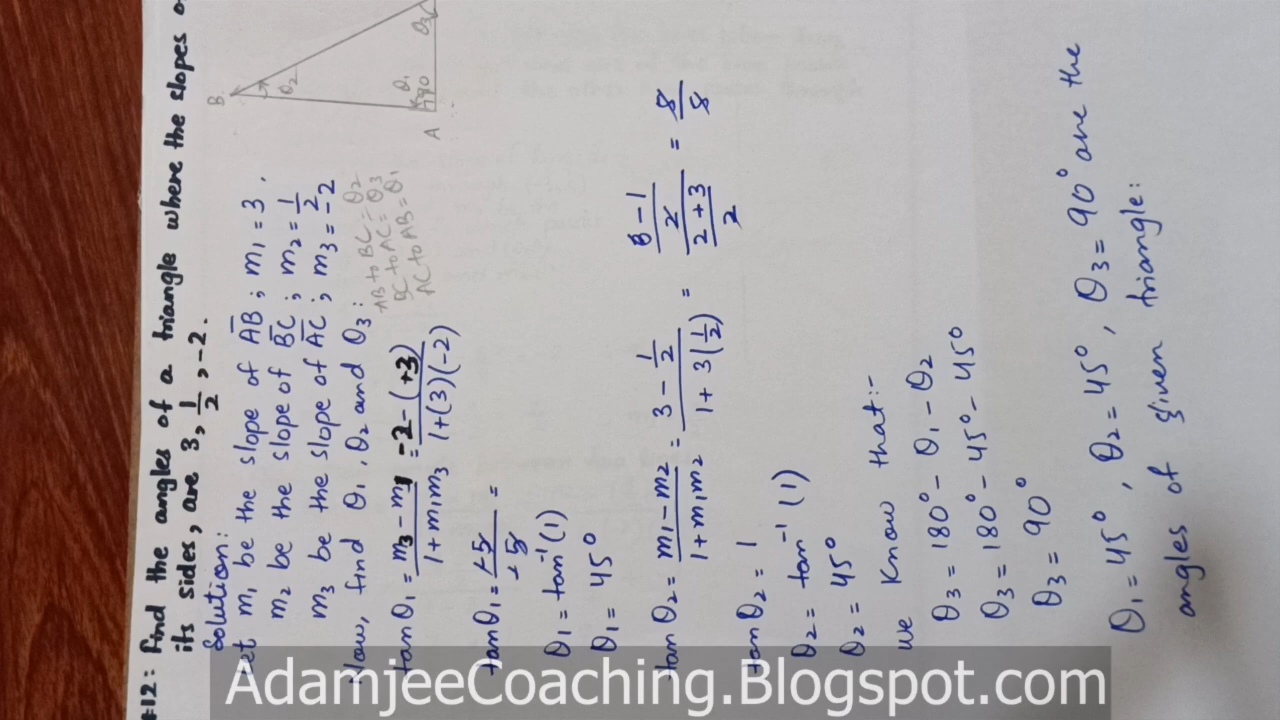 #12: Find the angles of a triangle where the slopes o
its sides, are 3, 1/2, -2.
Solution:
Let m1 be the slope of AB ; m1 = 3.
m2 be the slope of BC ; m2 = 1/2
m3 be the slope of AC ; m3 = -2
Now, find θ1, θ2 and θ3:
AB to BC = θ2
BC to AC = θ3
AC to AB = θ1
B
θ2
θ1
90
θ3
A
tan θ1 = (m3 - m1)/(1 + m1m3) = (-2 - (+3))/(1 + (3)(-2))
tan θ1 = +5/+5 =
θ1 = tan⁻¹(1)
θ1 = 45°
tan θ2 = (m1 - m2)/(1 + m1m2) = (3 - 1/2)/(1 + 3(1/2)) = ((6 - 1)/2)/((2 + 3)/2) = 5/5
tan θ2 = 1
θ2 = tan⁻¹(1)
θ2 = 45°
we know that:-
θ3 = 180° - θ1 - θ2
θ3 = 180° - 45° - 45°
θ3 = 90°
θ1 = 45°, θ2 = 45°, θ3 = 90° are the
angles of given triangle:
AdamjeeCoaching.Blogspot.com